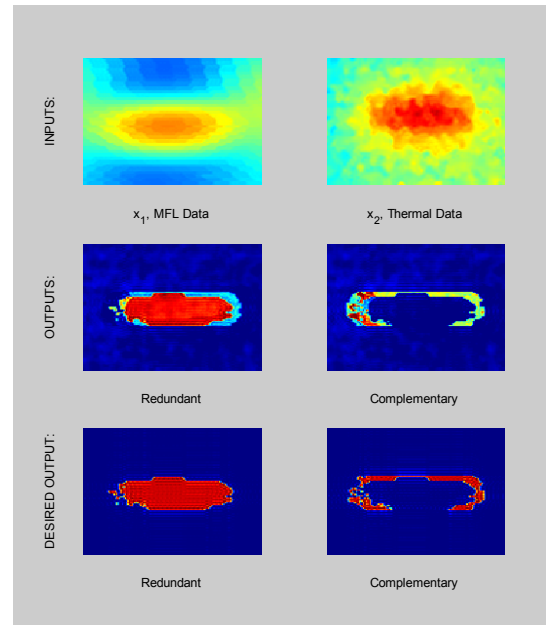 INPUTS:
x1, MFL Data
x2, Thermal Data
OUTPUTS:
Redundant
Complementary
DESIRED OUTPUT:
Redundant
Complementary